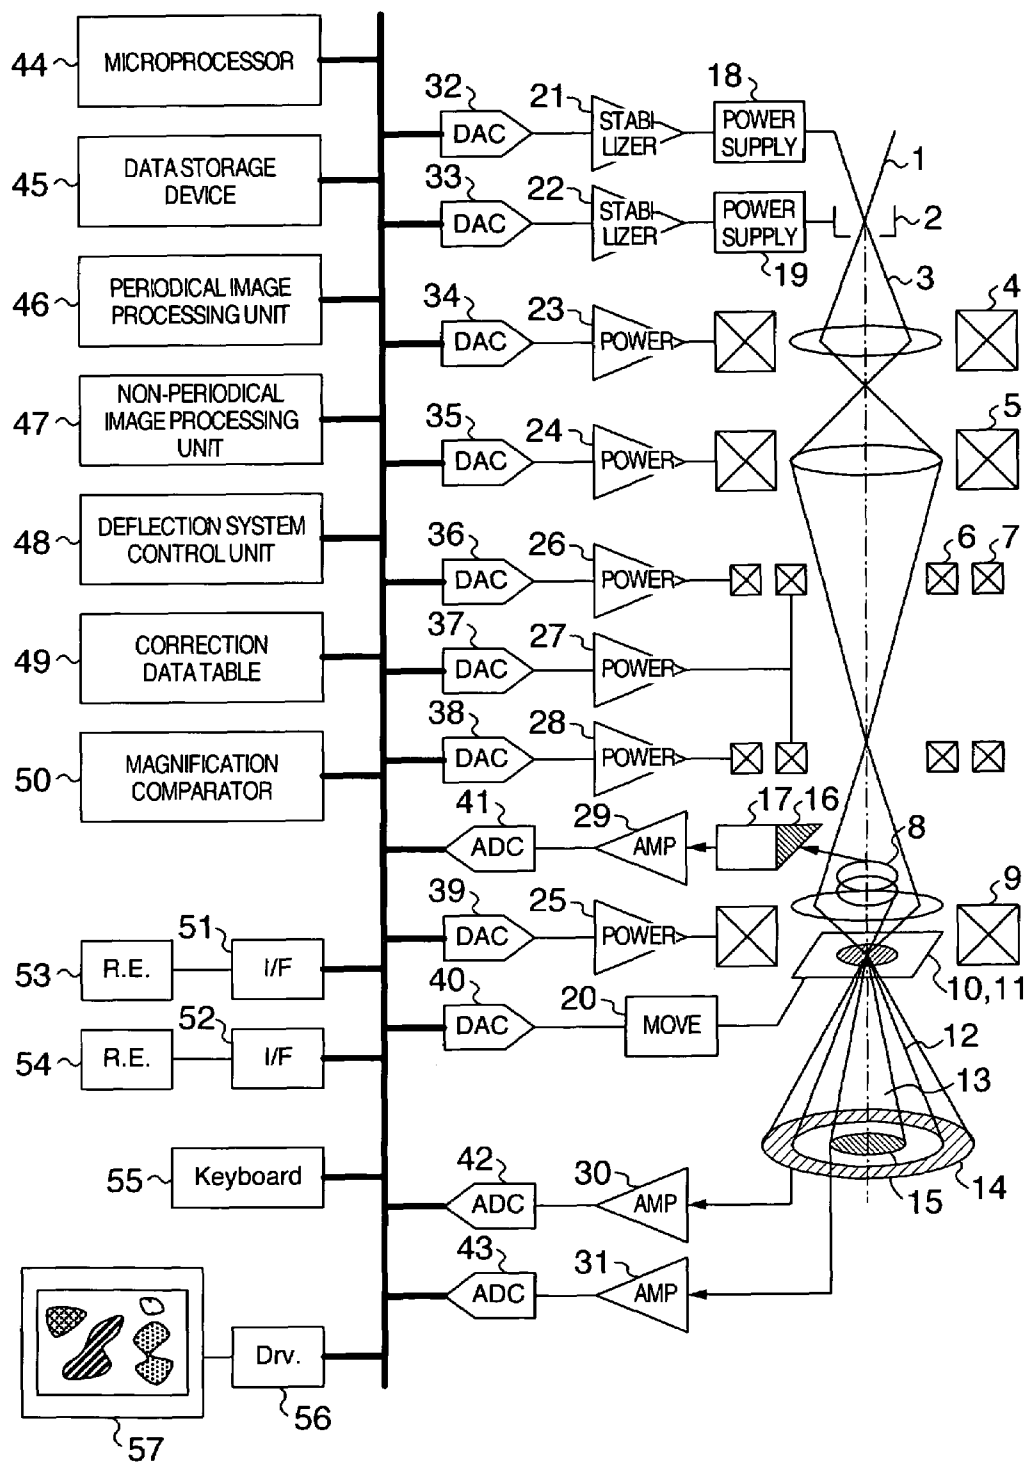 44
MICROPROCESSOR
45
DATA STORAGE
DEVICE
46
PERIODICAL IMAGE
PROCESSING UNIT
47
NON-PERIODICAL
IMAGE PROCESSING
UNIT
48
DEFLECTION SYSTEM
CONTROL UNIT
49
CORRECTION
DATA TABLE
50
MAGNIFICATION
COMPARATOR
51
53
R.E.
I/F
52
54
R.E.
I/F
55
Keyboard
Drv.
56
57
32
DAC
21
STABI
LIZER
18
POWER
SUPPLY
1
33
DAC
22
STABI
LIZER
POWER
SUPPLY
19
2
3
34
DAC
23
POWER
4
35
DAC
24
POWER
5
36
DAC
26
POWER
6
7
37
DAC
27
POWER
38
DAC
28
POWER
41
ADC
29
AMP
17
16
8
39
DAC
25
POWER
9
10,11
40
DAC
20
MOVE
12
13
14
15
42
ADC
30
AMP
43
ADC
31
AMP